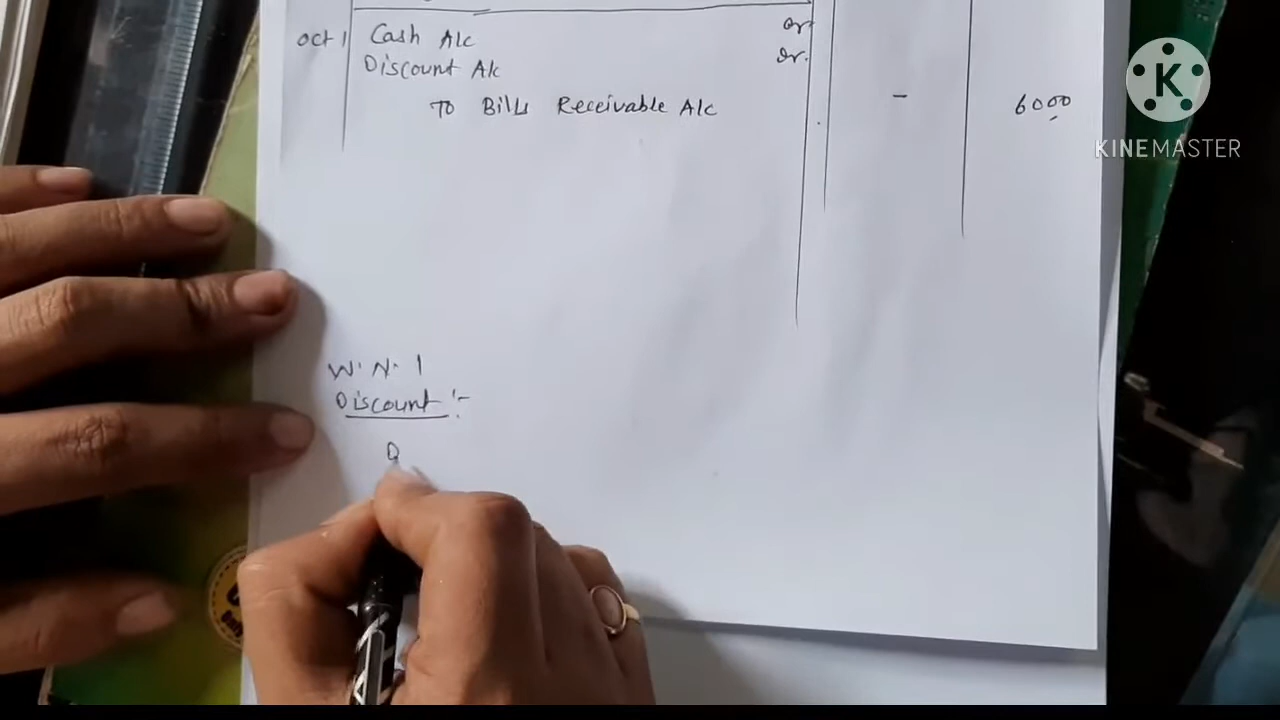 Oct 1 Cash A/c Dr
Discount A/c Dr.
To Bills Receivable A/c - 6000
W.N. 1
Discount :-
D
K
KINEMASTER